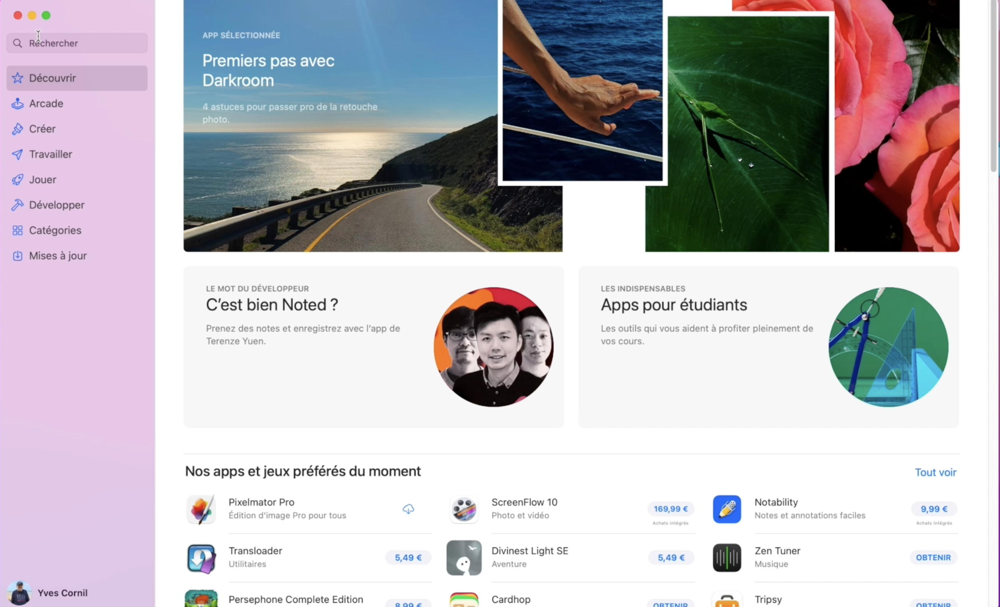 Rechercher
Découvrir
Arcade
Créer
Travailler
Jouer
Développer
Catégories
Mises à jour
Yves Cornil
APP SÉLECTIONNÉE
Premiers pas avec
Darkroom
4 astuces pour passer pro de la retouche
photo.
LE MOT DU DÉVELOPPEUR
C’est bien Noted ?
Prenez des notes et enregistrez avec l’app de
Terenze Yuen.
LES INDISPENSABLES
Apps pour étudiants
Les outils qui vous aident à profiter pleinement de
vos cours.
Nos apps et jeux préférés du moment
Tout voir
Pixelmator Pro
Édition d'image Pro pour tous
ScreenFlow 10
Photo et vidéo
169,99 €
Achats intégrés
Notability
Notes et annotations faciles
9,99 €
Achats intégrés
Transloader
Utilitaires
5,49 €
Divinest Light SE
Aventure
5,49 €
Zen Tuner
Musique
OBTENIR
Persephone Complete Edition
8,99 €
Cardhop
OBTENIR
Tripsy
OBTENIR